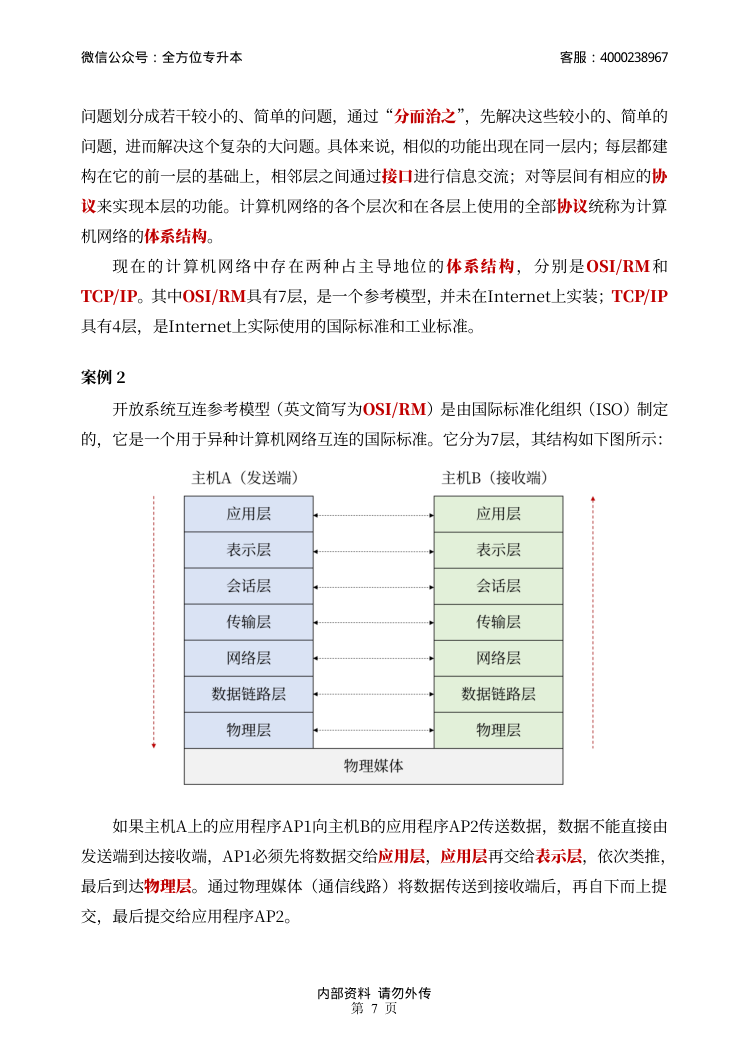 微信公众号：全方位专升本
客服：4000238967
问题划分成若干较小的、简单的问题，通过“分而治之”，先解决这些较小的、简单的
问题，进而解决这个复杂的大问题。具体来说，相似的功能出现在同一层内；每层都建
构在它的前一层的基础上，相邻层之间通过接口进行信息交流；对等层间有相应的协
议来实现本层的功能。计算机网络的各个层次和在各层上使用的全部协议统称为计算
机网络的体系结构。
现在的计算机网络中存在两种占主导地位的体系结构，分别是OSI/RM和
TCP/IP。其中OSI/RM具有7层，是一个参考模型，并未在Internet上实装；TCP/IP
具有4层，是Internet上实际使用的国际标准和工业标准。
案例 2
开放系统互连参考模型（英文简写为OSI/RM）是由国际标准化组织（ISO）制定
的，它是一个用于异种计算机网络互连的国际标准。它分为7层，其结构如下图所示：
主机A（发送端） 主机B（接收端）
应用层 应用层
表示层 表示层
会话层 会话层
传输层 传输层
网络层 网络层
数据链路层 数据链路层
物理层 物理层
物理媒体
如果主机A上的应用程序AP1向主机B的应用程序AP2传送数据，数据不能直接由
发送端到达接收端，AP1必须先将数据交给应用层，应用层再交给表示层，依次类推，
最后到达物理层。通过物理媒体（通信线路）将数据传送到接收端后，再自下而上提
交，最后提交给应用程序AP2。
内部资料 请勿外传
第 7 页